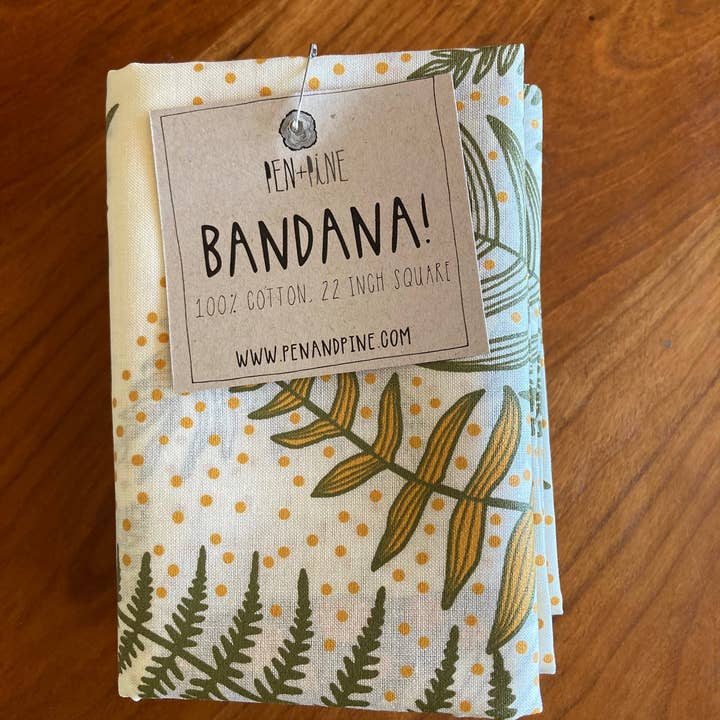 PEN+PINE
BANDANA!
100% COTTON. 22 INCH SQUARE
WWW.PENANDPINE.COM